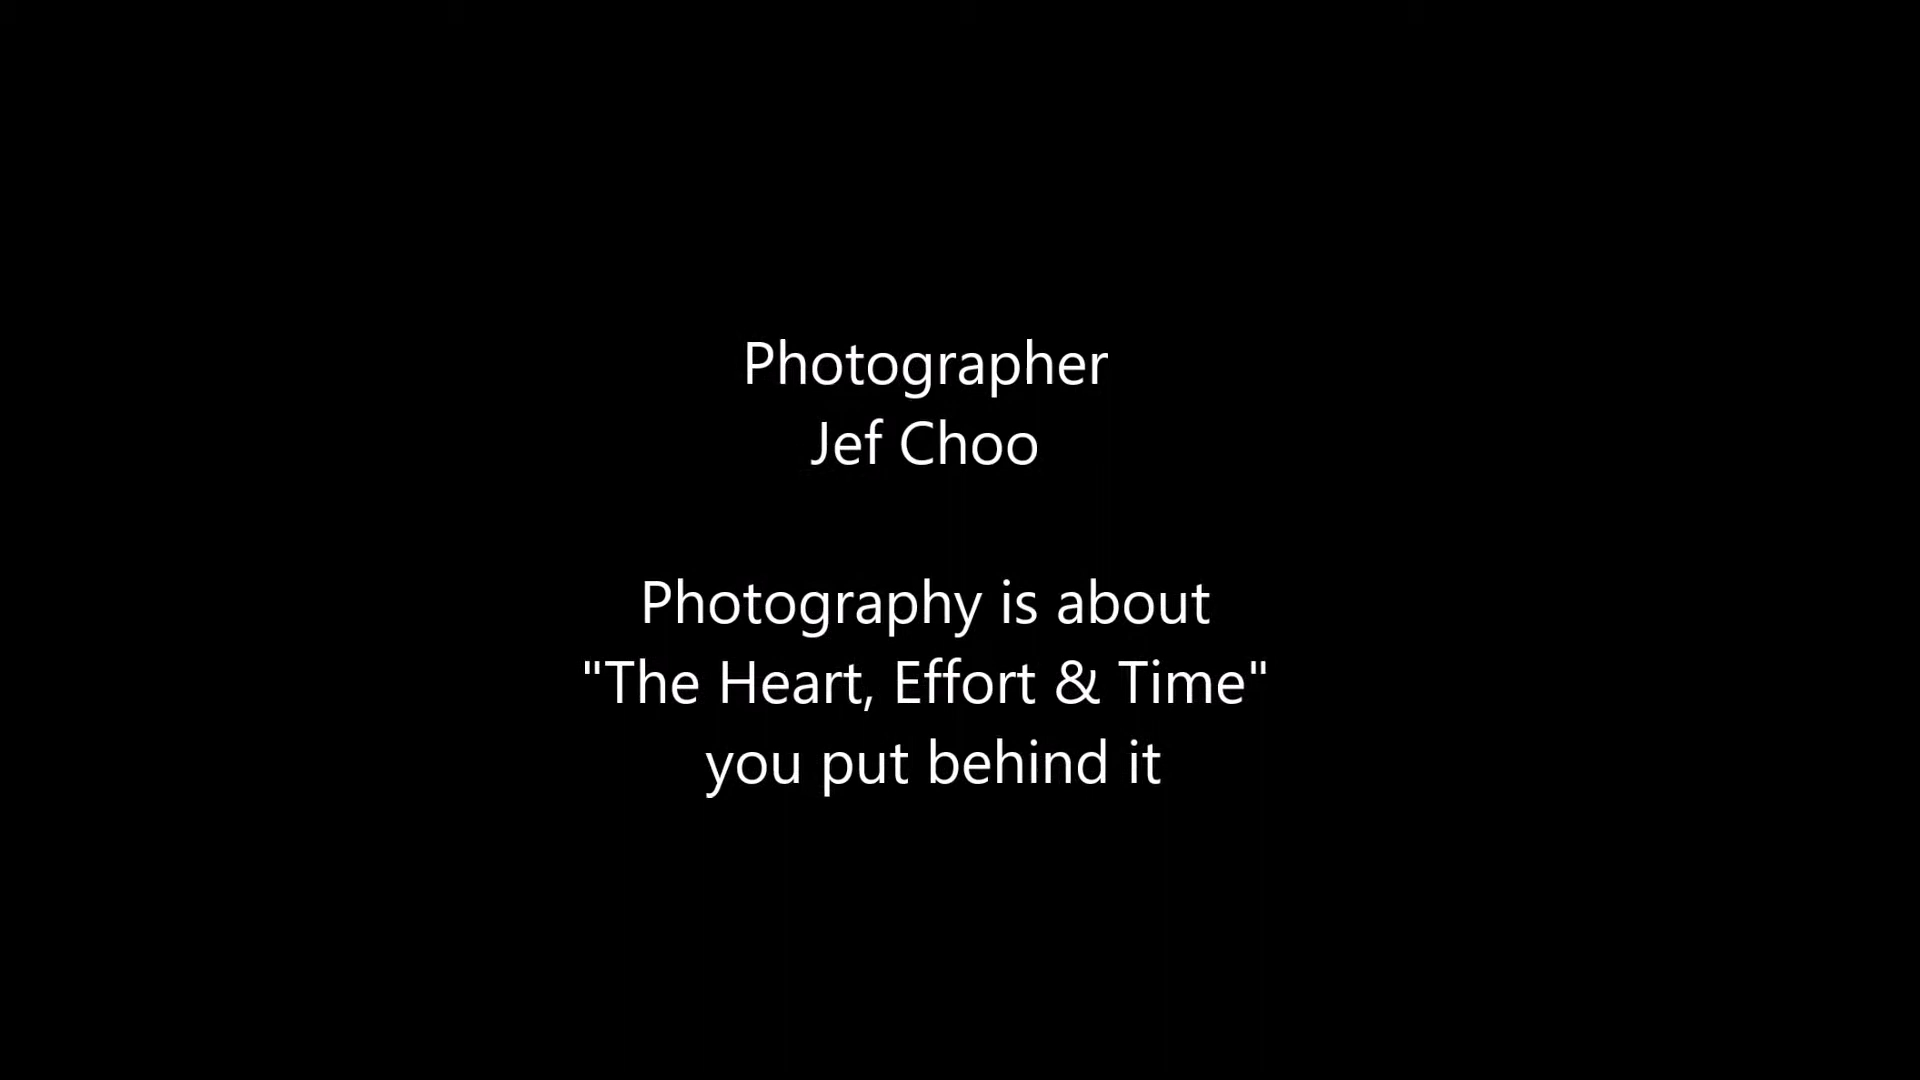 Photographer
Jef Choo
Photography is about
"The Heart, Effort & Time"
you put behind it